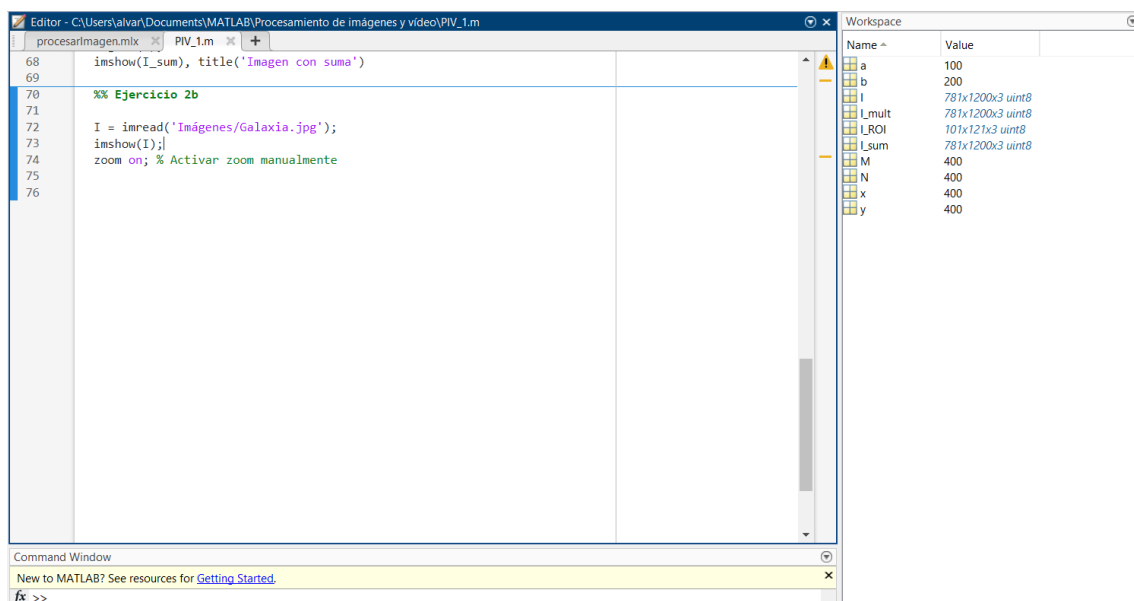 Editor - C:\Users\alvar\Documents\MATLAB\Procesamiento de imágenes y vídeo\PIV_1.m
procesarImagen.mlx PIV_1.m
68 imshow(I_sum), title('Imagen con suma')
69
70 %% Ejercicio 2b
71
72 I = imread('Imágenes/Galaxia.jpg');
73 imshow(I);
74 zoom on; % Activar zoom manualmente
75
76
Command Window
New to MATLAB? See resources for Getting Started.
fx >>
Workspace
Name Value
a 100
b 200
I 781x1200x3 uint8
I_mult 781x1200x3 uint8
I_ROI 101x121x3 uint8
I_sum 781x1200x3 uint8
M 400
N 400
x 400
y 400